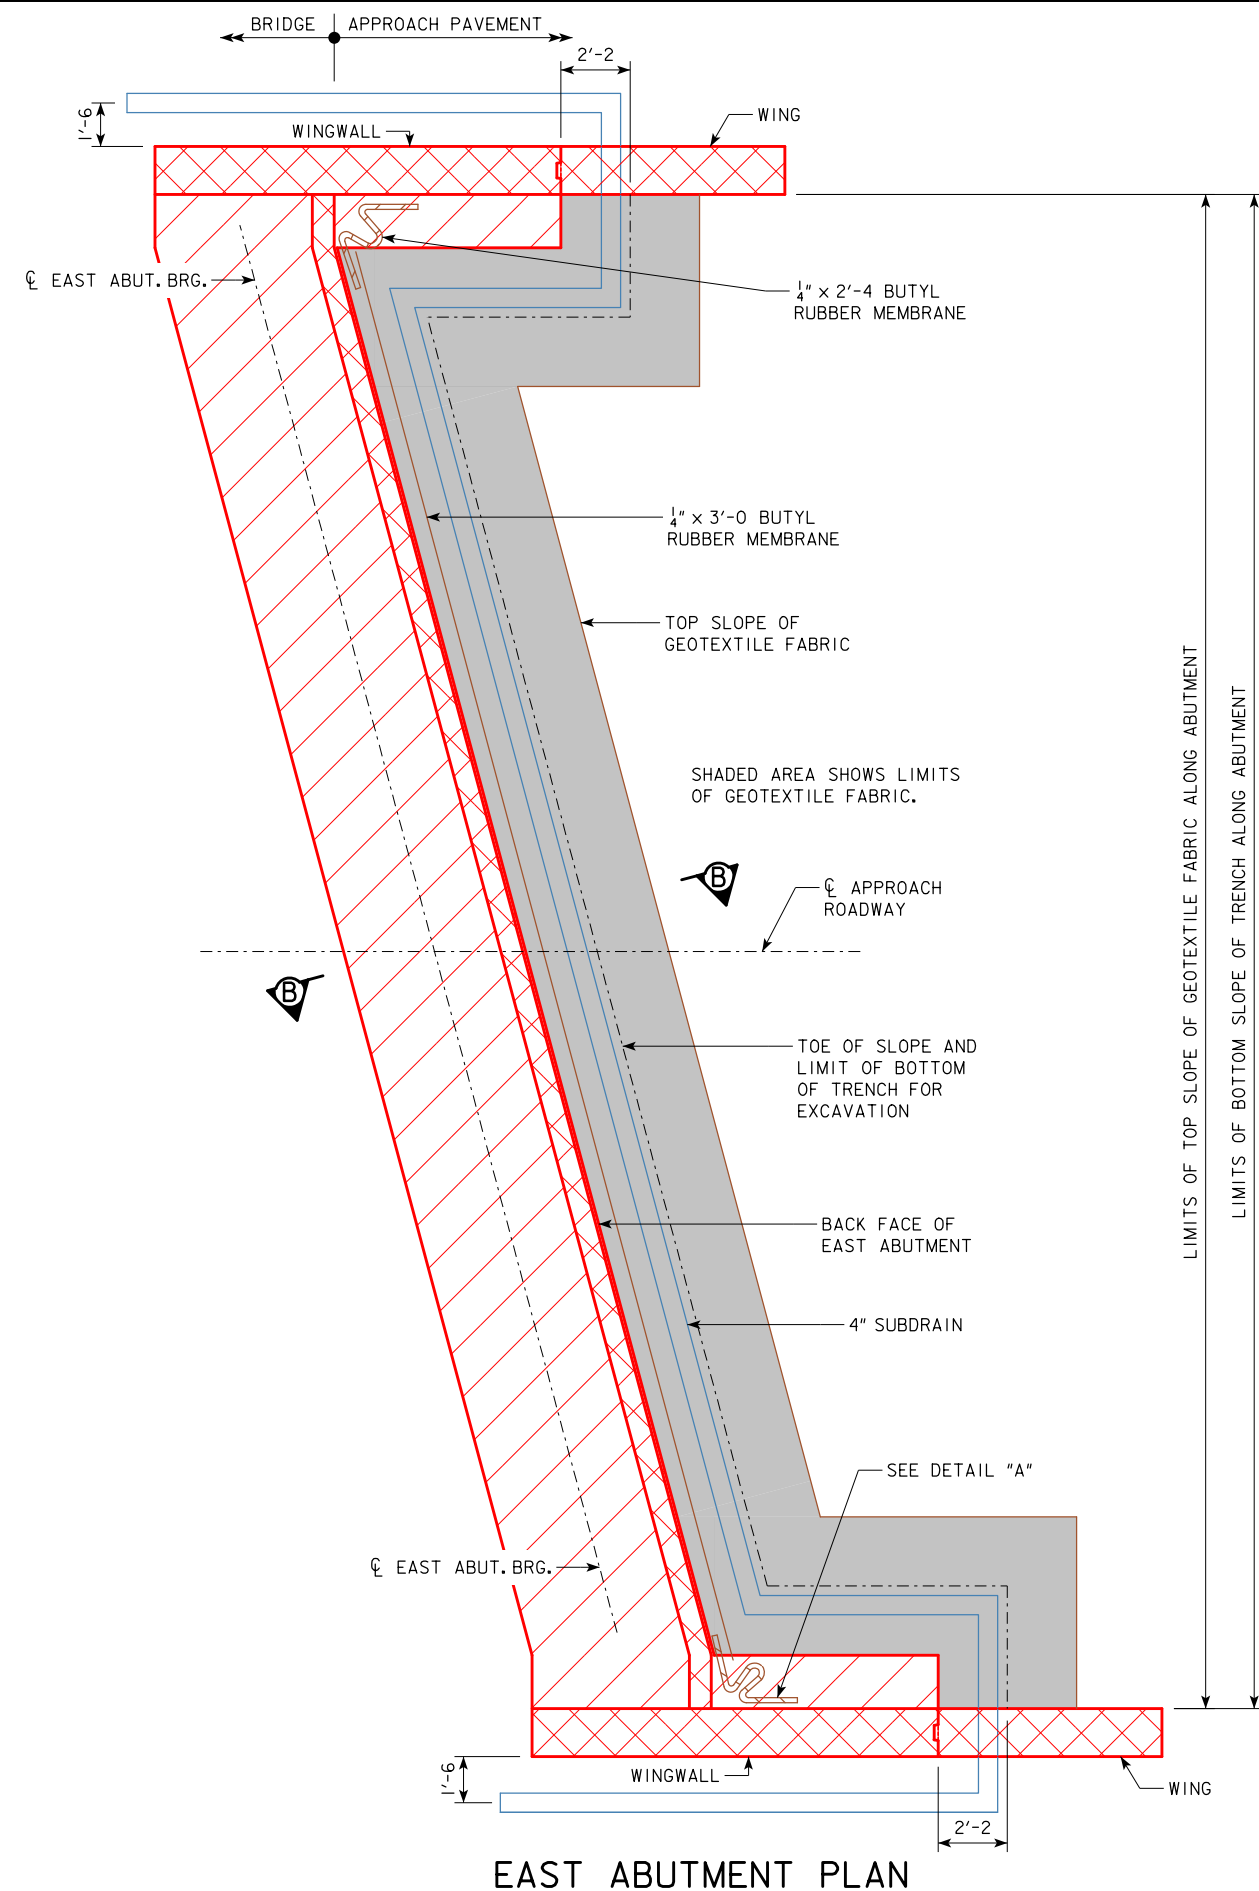 BRIDGE
APPROACH PAVEMENT
2'-2
1'-6
WINGWALL
WING
℄ EAST ABUT. BRG.
1/4" x 2'-4 BUTYL
RUBBER MEMBRANE
1/4" x 3'-0 BUTYL
RUBBER MEMBRANE
TOP SLOPE OF
GEOTEXTILE FABRIC
SHADED AREA SHOWS LIMITS
OF GEOTEXTILE FABRIC.
B
℄ APPROACH
ROADWAY
B
TOE OF SLOPE AND
LIMIT OF BOTTOM
OF TRENCH FOR
EXCAVATION
LIMITS OF TOP SLOPE OF GEOTEXTILE FABRIC ALONG ABUTMENT
LIMITS OF BOTTOM SLOPE OF TRENCH ALONG ABUTMENT
BACK FACE OF
EAST ABUTMENT
4" SUBDRAIN
SEE DETAIL "A"
℄ EAST ABUT. BRG.
1'-6
WINGWALL
WING
2'-2
EAST ABUTMENT PLAN